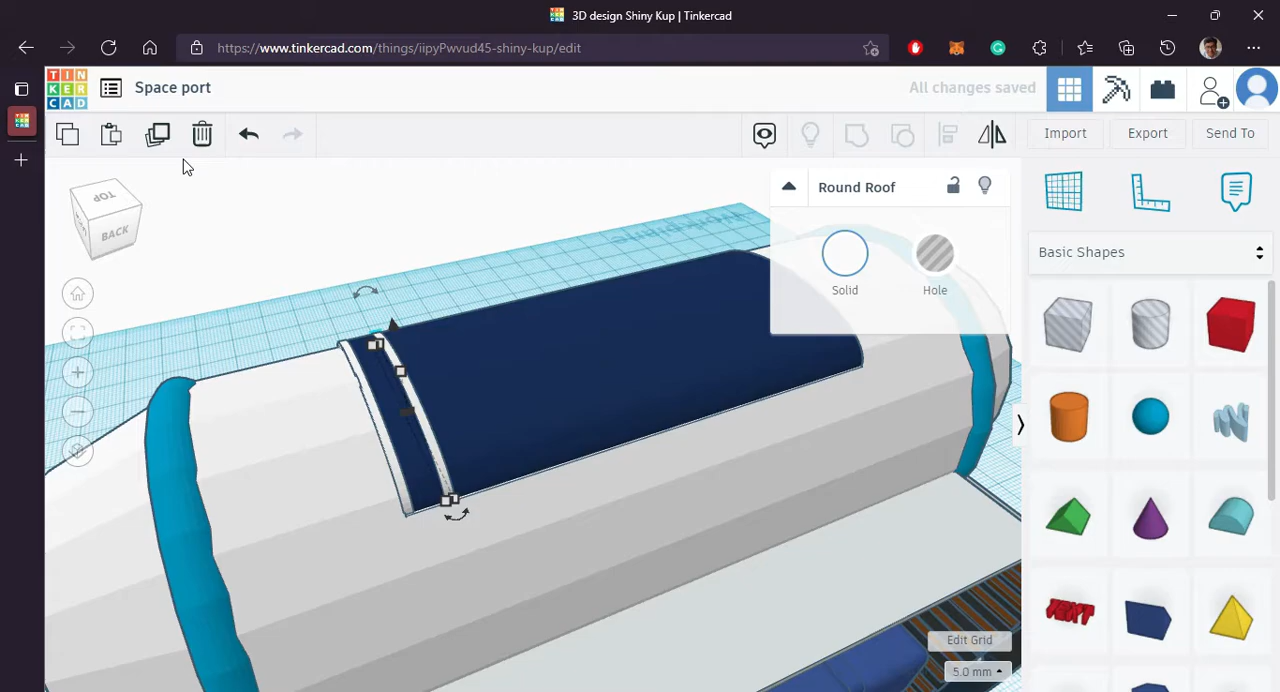 3D design Shiny Kup | Tinkercad
https://www.tinkercad.com/things/iipyPwvud45-shiny-kup/edit
TIN
KER
CAD
Space port
All changes saved
Import
Export
Send To
TOP
BACK
Workplane
Round Roof
Solid
Hole
Basic Shapes
TEXT
Edit Grid
5.0 mm